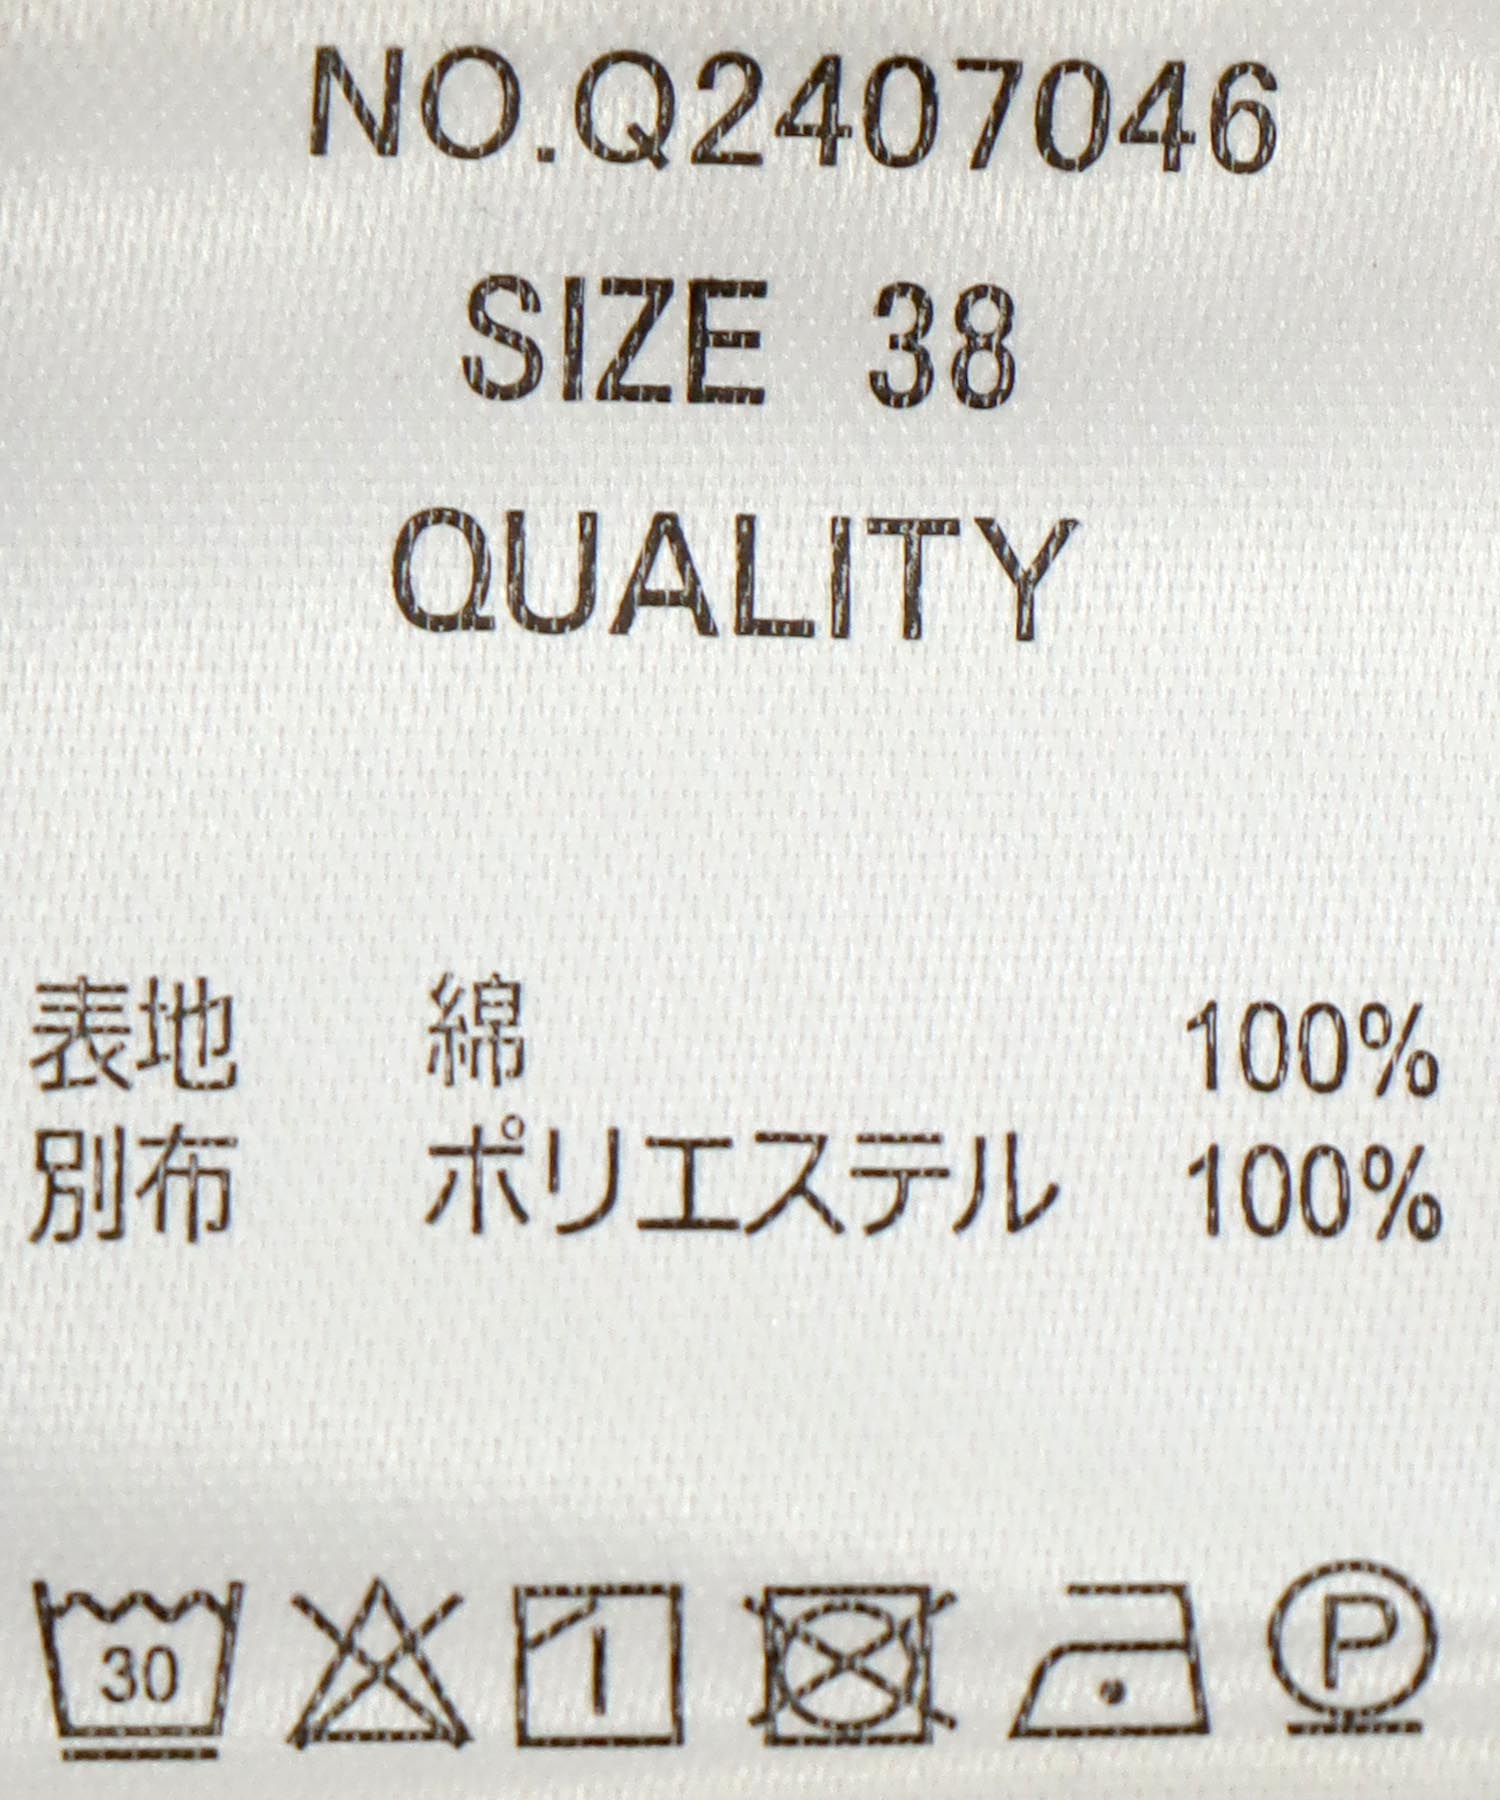 NO.Q2407046
SIZE 38
QUALITY
表地 綿 100%
別布 ポリエステル 100%
30 P